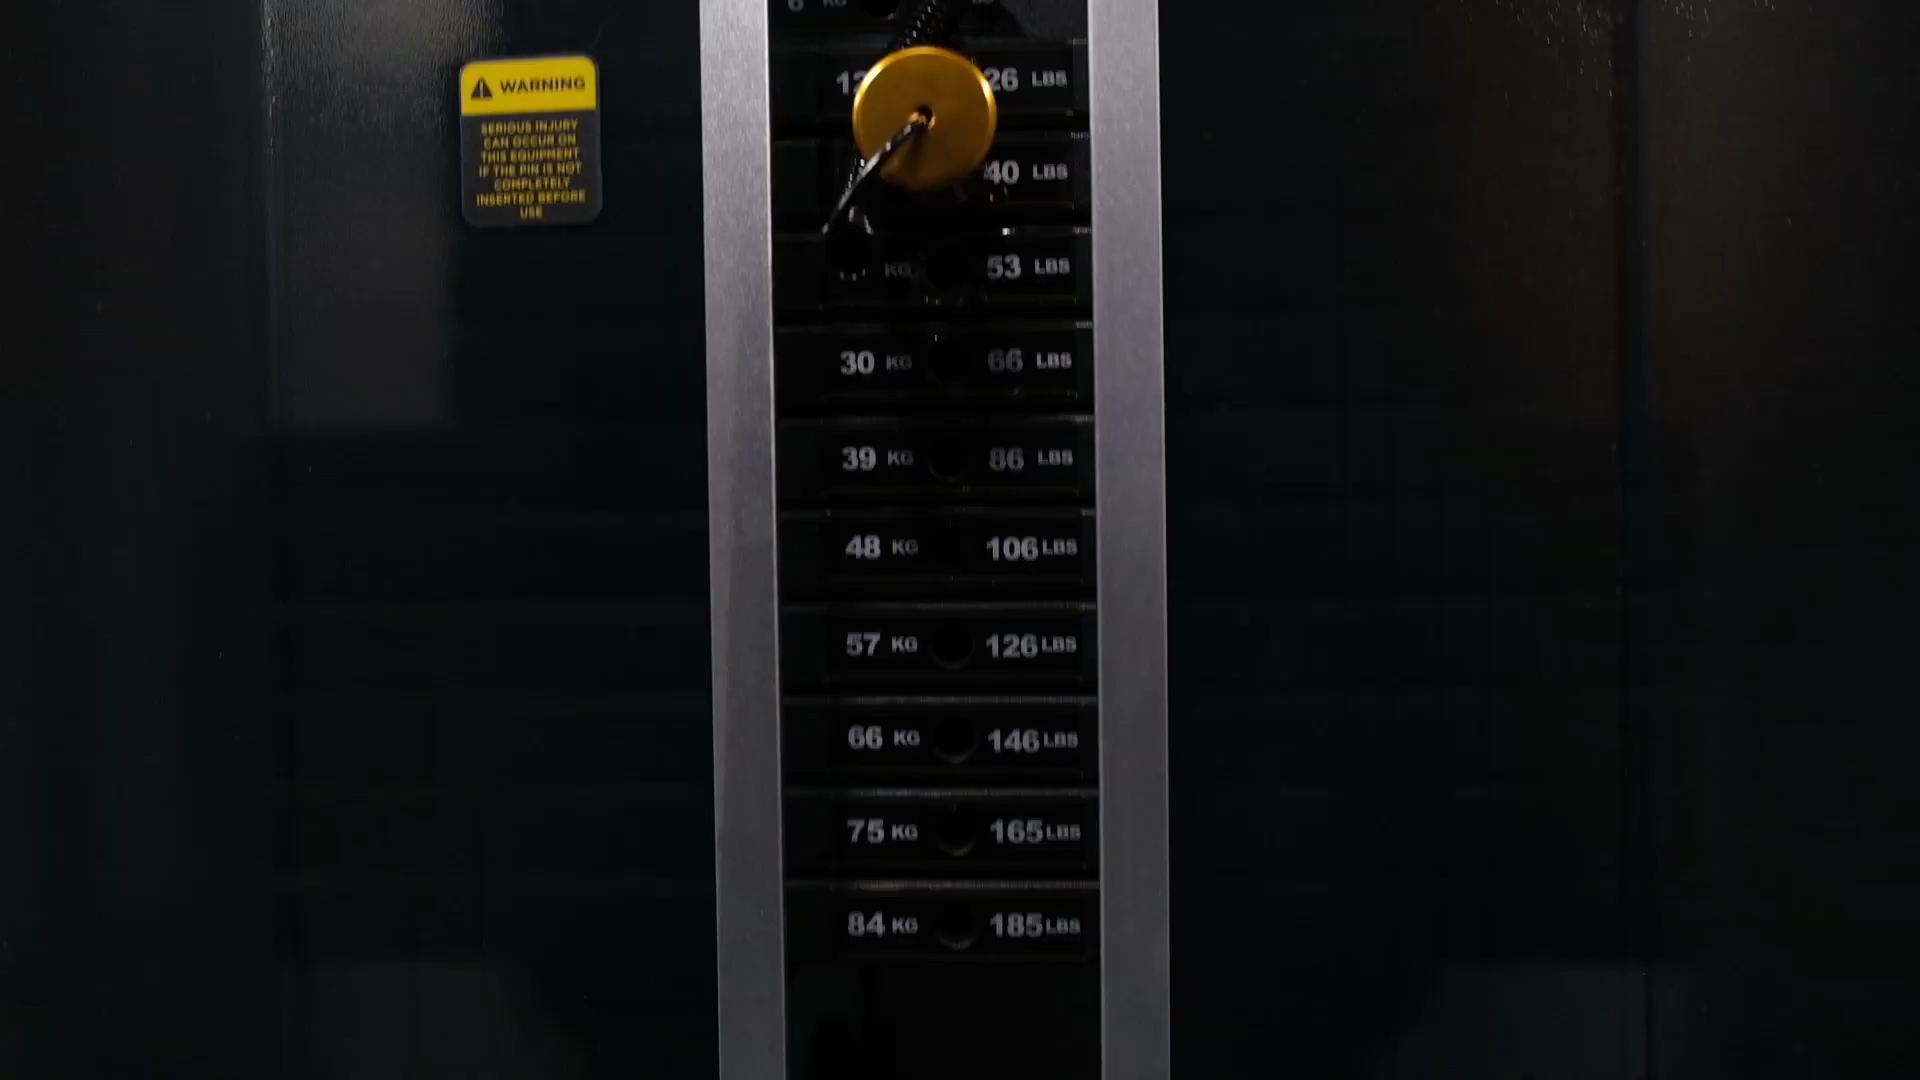 WARNING
SERIOUS INJURY
CAN OCCUR ON
THIS EQUIPMENT
IF THE PIN IS NOT
COMPLETELY
INSERTED BEFORE
USE
6 KG
26 LBS
40 LBS
KG 53 LBS
30 KG 66 LBS
39 KG 86 LBS
48 KG 106 LBS
57 KG 126 LBS
66 KG 146 LBS
75 KG 165 LBS
84 KG 185 LBS